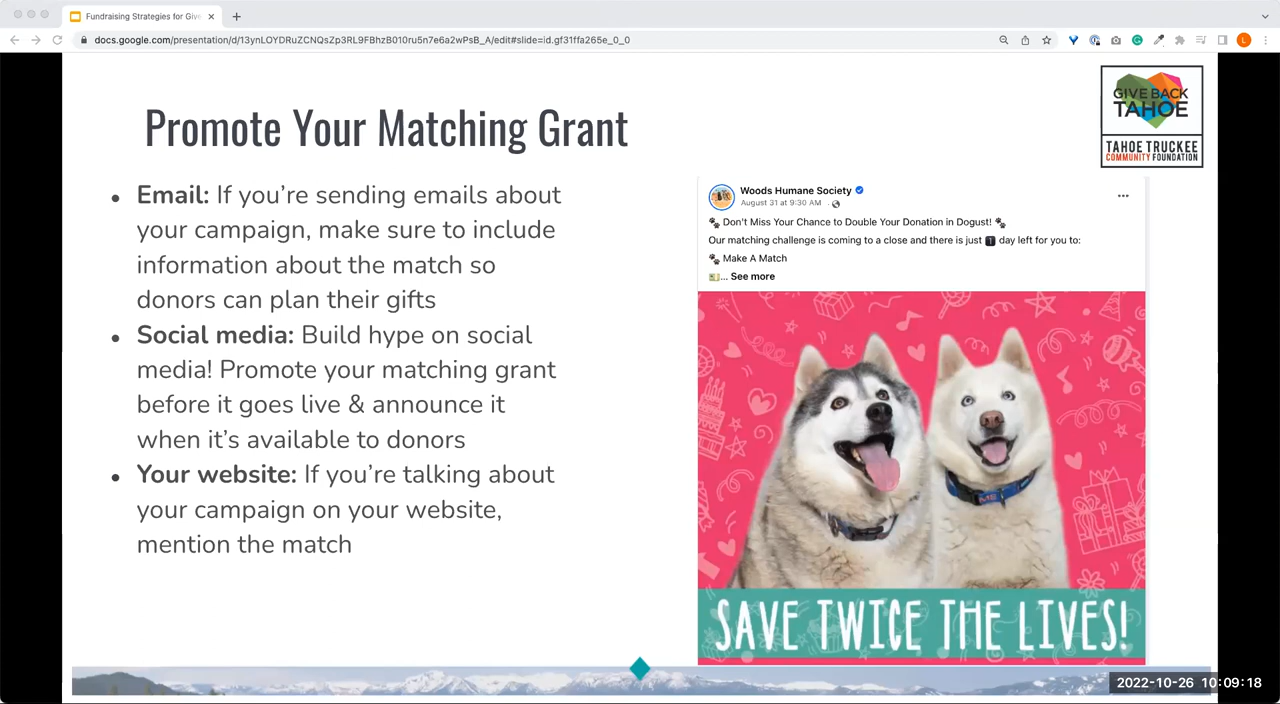 Fundraising Strategies for Give
docs.google.com/presentation/d/13ynLOYDRuZCNQsZp3RL9FBhzB010ru5n7e6a2wPsB_A/edit#slide=id.gf31ffa265e_0_0
L
GIVE BACK
TAHOE
TAHOE TRUCKEE
COMMUNITY FOUNDATION
Promote Your Matching Grant
• Email: If you’re sending emails about
your campaign, make sure to include
information about the match so
donors can plan their gifts
• Social media: Build hype on social
media! Promote your matching grant
before it goes live & announce it
when it’s available to donors
• Your website: If you’re talking about
your campaign on your website,
mention the match
Woods Humane Society
August 31 at 9:30 AM ·
🐾 Don't Miss Your Chance to Double Your Donation in Dogust! 🐾
Our matching challenge is coming to a close and there is just 1 day left for you to:
🐾 Make A Match
... See more
SAVE TWICE THE LIVES!
2022-10-26 10:09:18